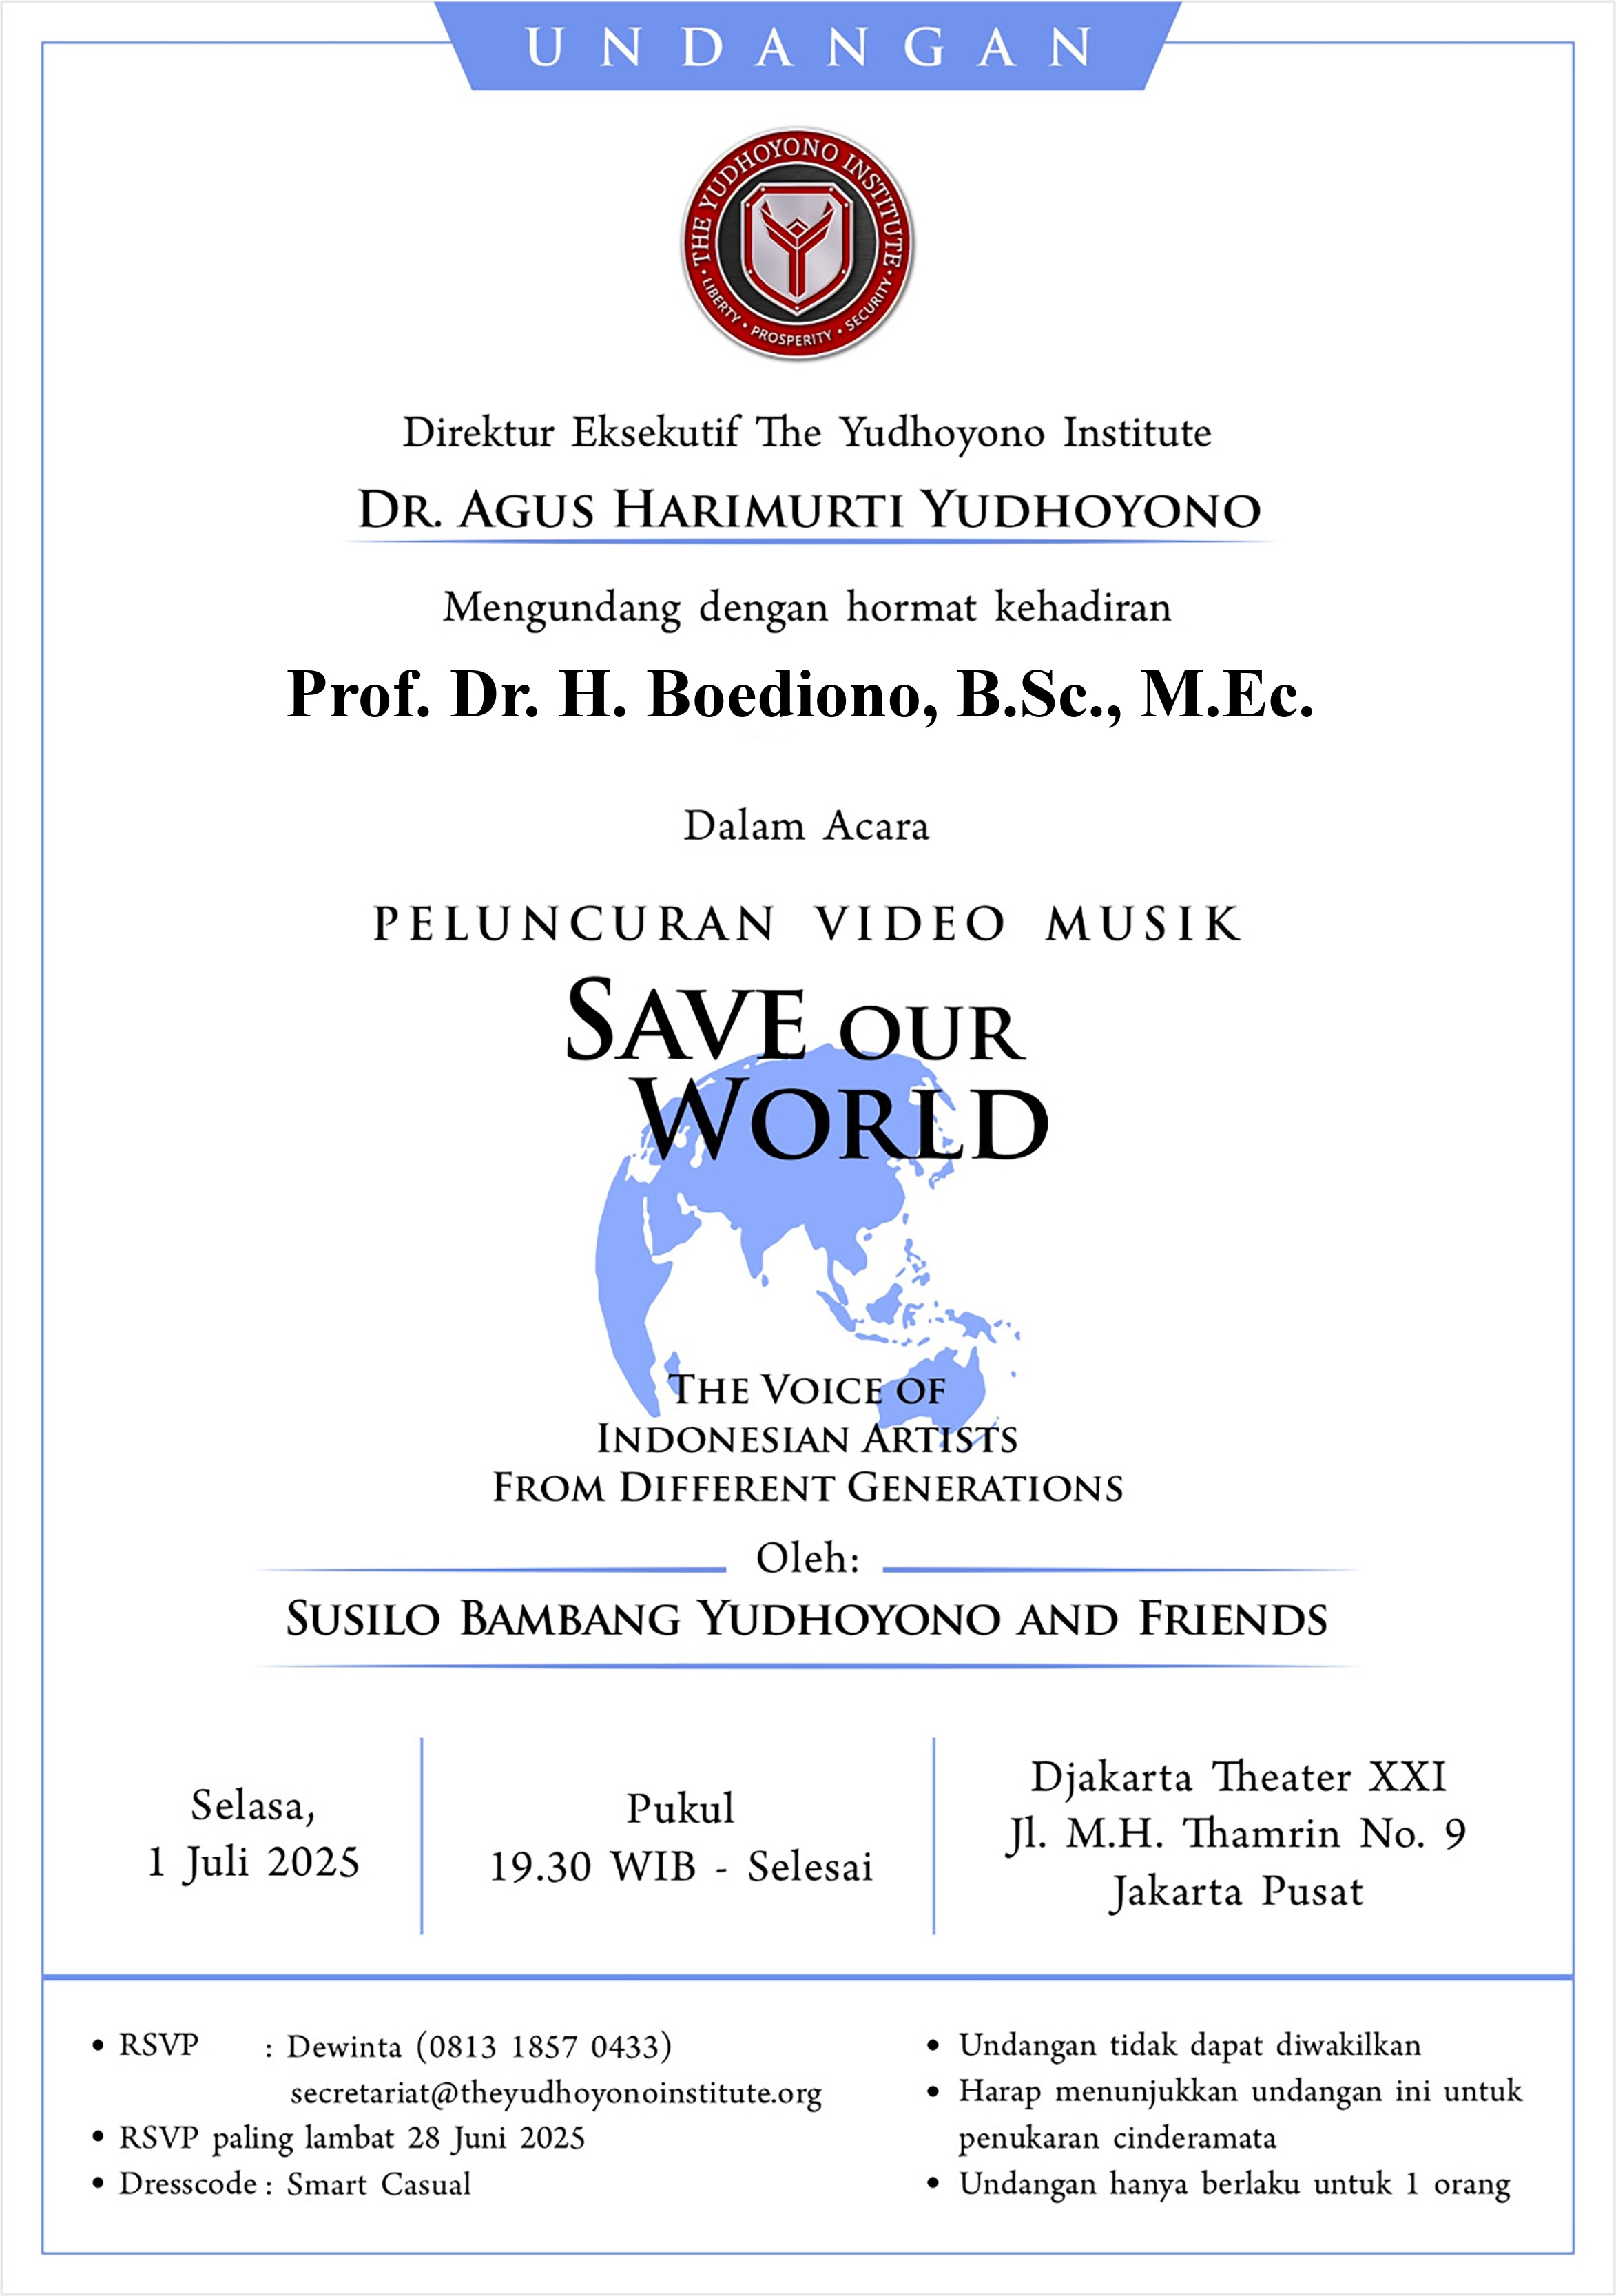 UNDANGAN
THE YUDHOYONO INSTITUTE
• LIBERTY • PROSPERITY • SECURITY •
Direktur Eksekutif The Yudhoyono Institute
DR. AGUS HARIMURTI YUDHOYONO
Mengundang dengan hormat kehadiran
Prof. Dr. H. Boediono, B.Sc., M.Ec.
Dalam Acara
PELUNCURAN VIDEO MUSIK
SAVE OUR
WORLD
THE VOICE OF
INDONESIAN ARTISTS
FROM DIFFERENT GENERATIONS
Oleh:
SUSILO BAMBANG YUDHOYONO AND FRIENDS
Selasa,
1 Juli 2025
Pukul
19.30 WIB - Selesai
Djakarta Theater XXI
Jl. M.H. Thamrin No. 9
Jakarta Pusat
• RSVP : Dewinta (0813 1857 0433)
secretariat@theyudhoyonoinstitute.org
• RSVP paling lambat 28 Juni 2025
• Dresscode : Smart Casual
• Undangan tidak dapat diwakilkan
• Harap menunjukkan undangan ini untuk
penukaran cinderamata
• Undangan hanya berlaku untuk 1 orang